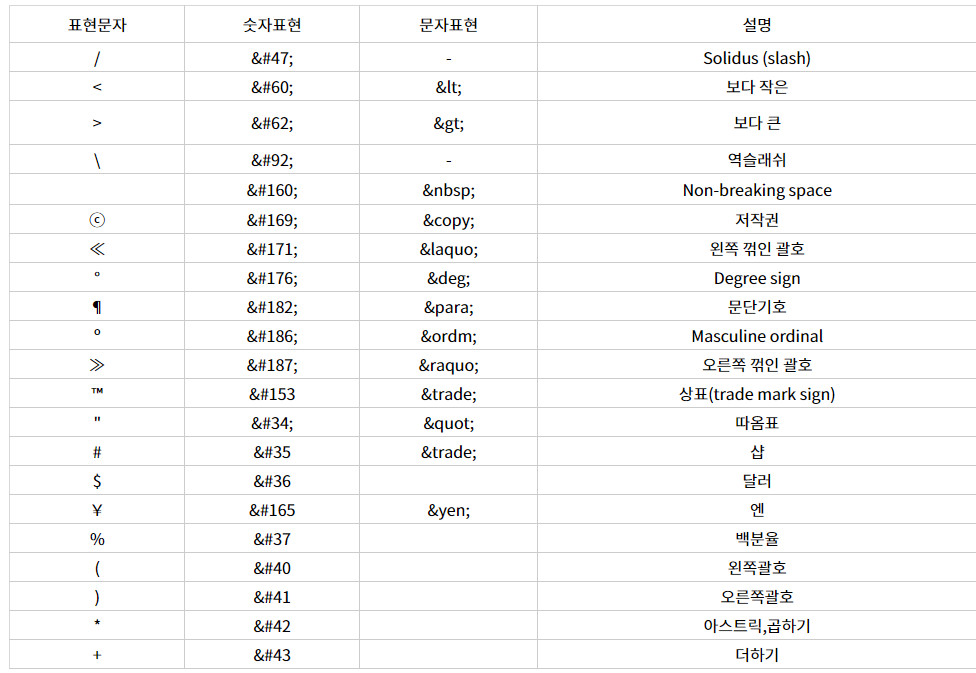 표현문자 숫자표현 문자표현 설명
/ &#47; - Solidus (slash)
< &#60; &lt; 보다 작은
> &#62; &gt; 보다 큰
\ &#92; - 역슬래쉬
&#160; &nbsp; Non-breaking space
ⓒ &#169; &copy; 저작권
≪ &#171; &laquo; 왼쪽 꺾인 괄호
° &#176; &deg; Degree sign
¶ &#182; &para; 문단기호
º &#186; &ordm; Masculine ordinal
≫ &#187; &raquo; 오른쪽 꺾인 괄호
™ &#153 &trade; 상표(trade mark sign)
" &#34; &quot; 따옴표
# &#35 &trade; 샵
$ &#36 달러
¥ &#165 &yen; 엔
% &#37 백분율
( &#40 왼쪽괄호
) &#41 오른쪽괄호
* &#42 아스트릭,곱하기
+ &#43 더하기